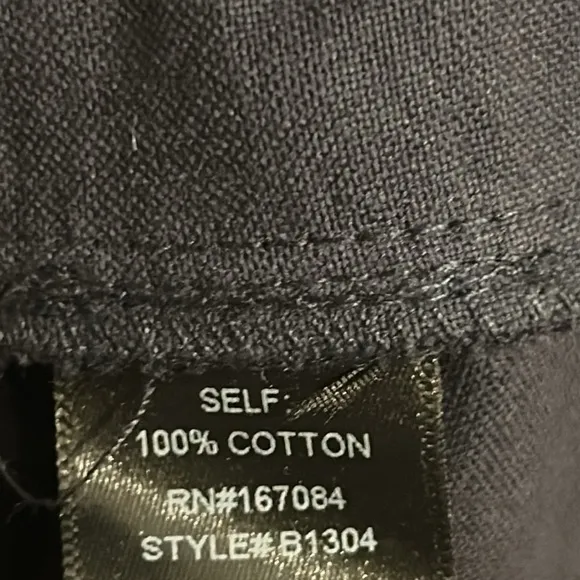 SELF:
100% COTTON
RN#167084
STYLE# B1304